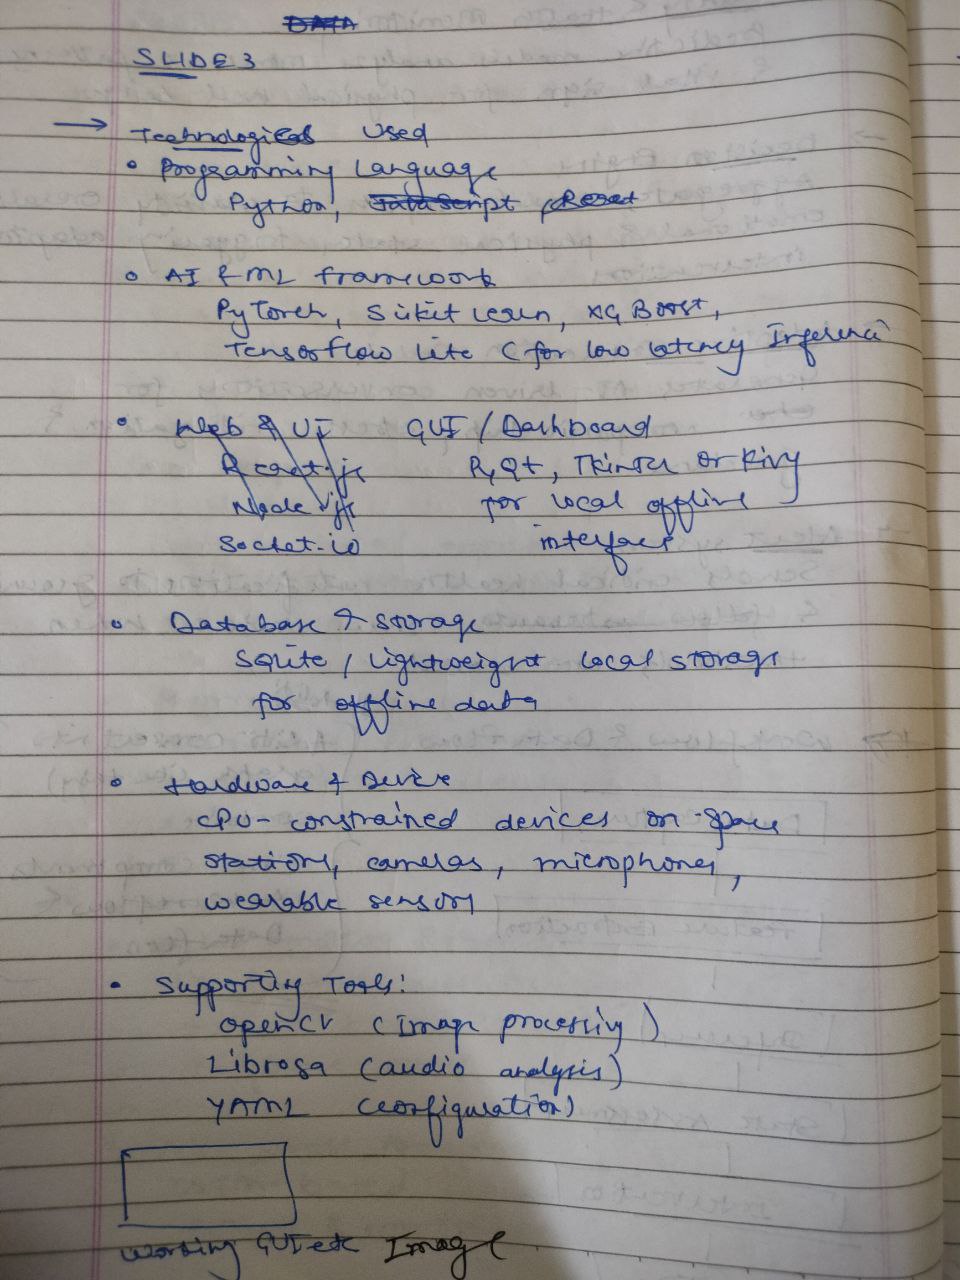 DATA
SLIDE 3
→ Technologies Used
• Programming Language
Python, JavaScript, React
• AI & ML framework
PyTorch, Scikit learn, XG Boost,
TensorFlow lite (for low latency Inference
• Web & UI GUI / Dashboard
React.js PyQt, Tkinter or Kivy
Node.js for local offline
Socket.io interface
• Database & storage
SQlite / lightweight local storage
for offline data
• Hardware & Device
CPU-constrained devices on space
stations, cameras, microphones,
wearable sensors
• Supporting Tools:
OpenCV (Image processing)
Librosa (audio analysis)
YAML (configuration)
Working GUI Image